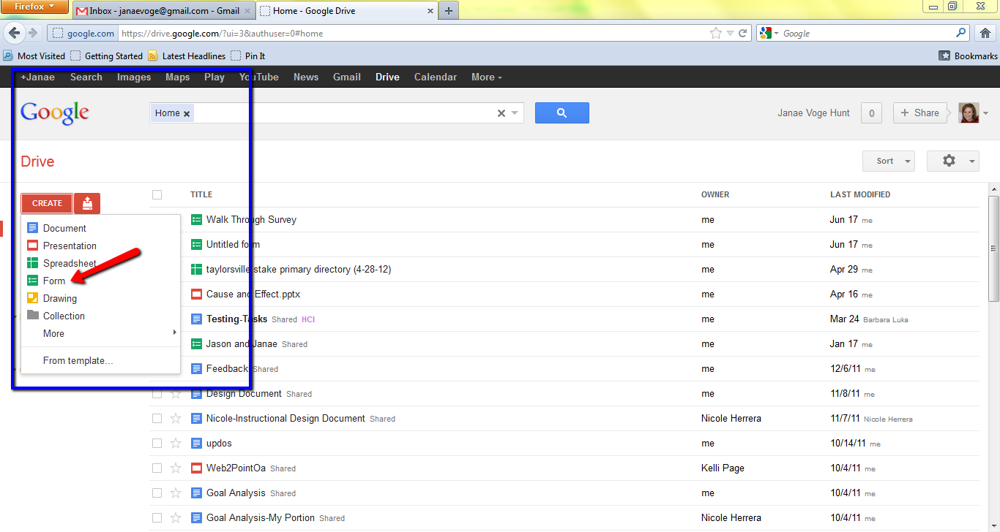 Firefox
Inbox - janaevoge@gmail.com - Gmail
Home - Google Drive
google.com https://drive.google.com/?ui=3&authuser=0#home
Google
Most Visited Getting Started Latest Headlines Pin It
Bookmarks
+Janae Search Images Maps Play YouTube News Gmail Drive Calendar More
Google
Home
Janae Voge Hunt 0 + Share
Drive
Sort
CREATE
TITLE OWNER LAST MODIFIED
Document
Presentation
Spreadsheet
Form
Drawing
Collection
More
From template...
Walk Through Survey me Jun 17 me
Untitled form me Jun 17 me
taylorsville stake primary directory (4-28-12) me Apr 29 me
Cause and Effect.pptx me Apr 16 me
Testing-Tasks Shared HCI me Mar 24 Barbara Luka
Jason and Janae Shared me Jan 17 me
Feedback Shared me 12/6/11 me
Design Document Shared me 11/8/11 me
Nicole-Instructional Design Document Shared Nicole Herrera 11/7/11 Nicole Herrera
updos me 10/14/11 me
Web2PointOa Shared Kelli Page 10/4/11 me
Goal Analysis Shared me 10/4/11 me
Goal Analysis-My Portion Shared Nicole Herrera 10/4/11 me